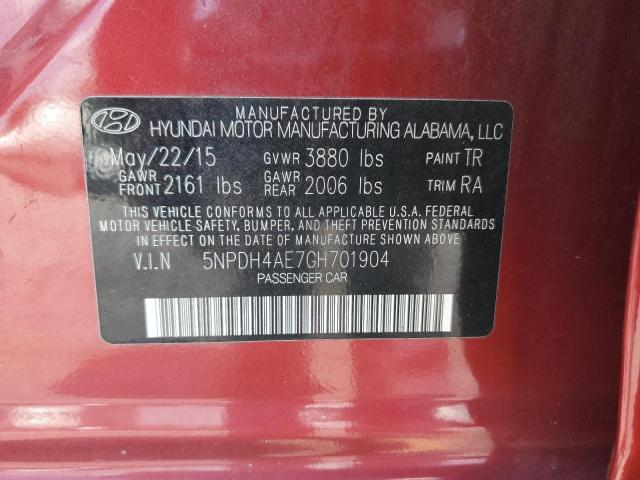 MANUFACTURED BY
HYUNDAI MOTOR MANUFACTURING ALABAMA, LLC
May/22/15 GVWR 3880 lbs PAINT TR
GAWR FRONT 2161 lbs GAWR REAR 2006 lbs TRIM RA
THIS VEHICLE CONFORMS TO ALL APPLICABLE U.S.A. FEDERAL
MOTOR VEHICLE SAFETY, BUMPER, AND THEFT PREVENTION STANDARDS
IN EFFECT ON THE DATE OF MANUFACTURE SHOWN ABOVE.
V.I.N 5NPDH4AE7GH701904
PASSENGER CAR